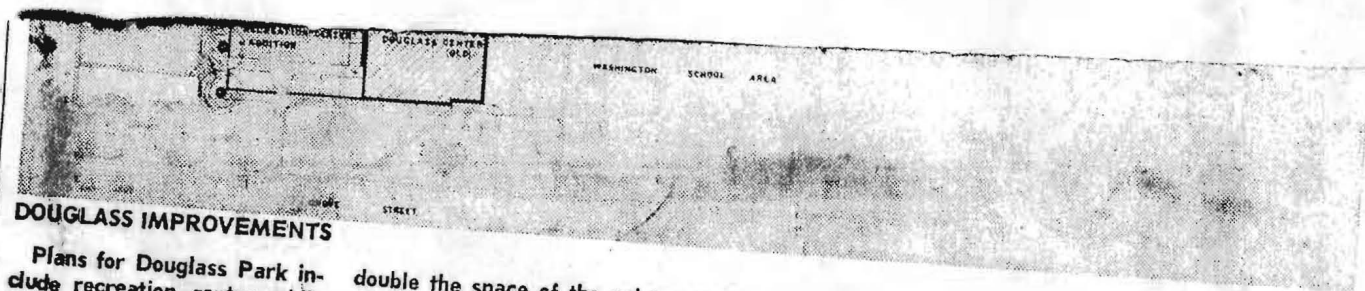 RECREATION CENTER
ADDITION
DOUGLASS CENTER
(OLD)
WASHINGTON SCHOOL AREA
GROVE STREET
DOUGLASS IMPROVEMENTS
Plans for Douglass Park in-
clude recreation
double the space of the